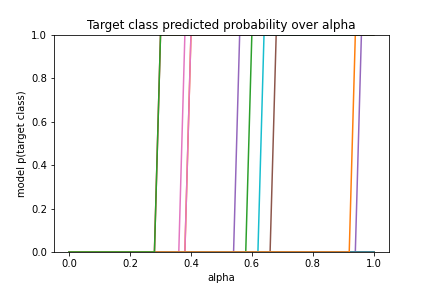 Target class predicted probability over alpha
1.0
0.8
0.6
0.4
0.2
0.0
model p(target class)
0.0 0.2 0.4 0.6 0.8 1.0
alpha